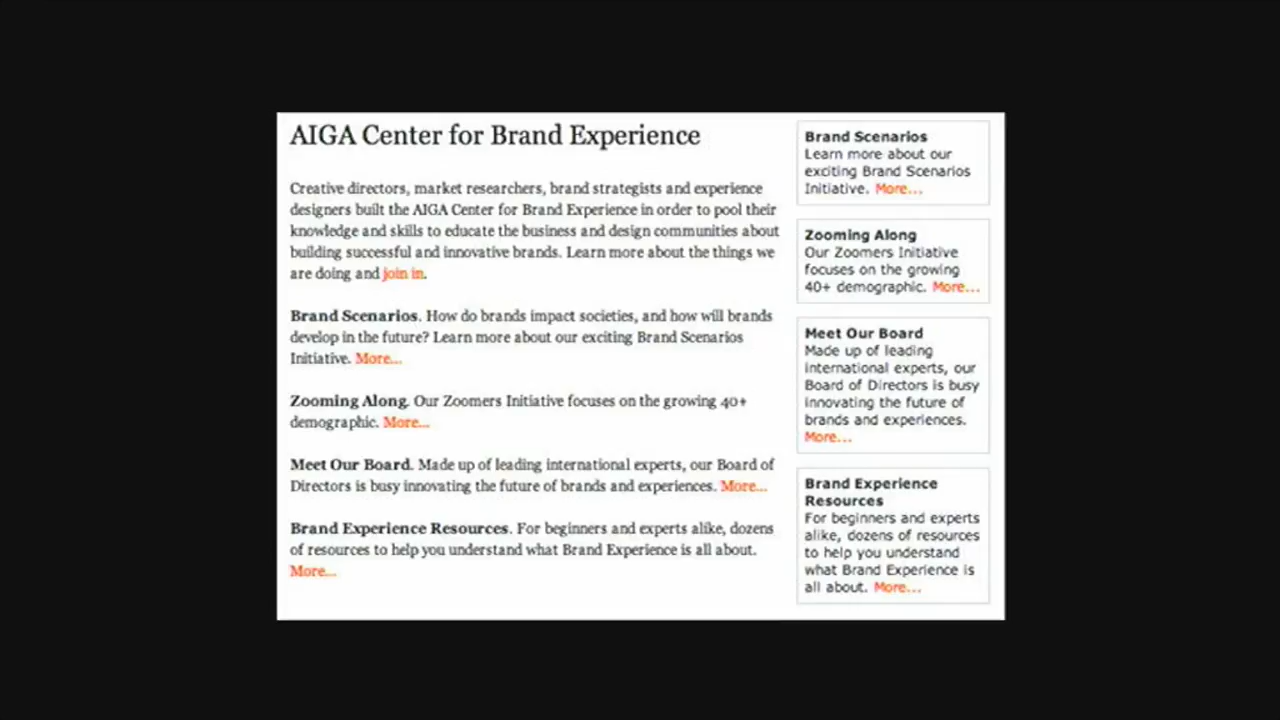 AIGA Center for Brand Experience
Creative directors, market researchers, brand strategists and experience
designers built the AIGA Center for Brand Experience in order to pool their
knowledge and skills to educate the business and design communities about
building successful and innovative brands. Learn more about the things we
are doing and join in.
Brand Scenarios. How do brands impact societies, and how will brands
develop in the future? Learn more about our exciting Brand Scenarios
Initiative. More...
Zooming Along. Our Zoomers Initiative focuses on the growing 40+
demographic. More...
Meet Our Board. Made up of leading international experts, our Board of
Directors is busy innovating the future of brands and experiences. More...
Brand Experience Resources. For beginners and experts alike, dozens
of resources to help you understand what Brand Experience is all about.
More...
Brand Scenarios
Learn more about our
exciting Brand Scenarios
Initiative. More...
Zooming Along
Our Zoomers Initiative
focuses on the growing
40+ demographic. More...
Meet Our Board
Made up of leading
international experts, our
Board of Directors is busy
innovating the future of
brands and experiences.
More...
Brand Experience
Resources
For beginners and experts
alike, dozens of resources
to help you understand
what Brand Experience is
all about. More...